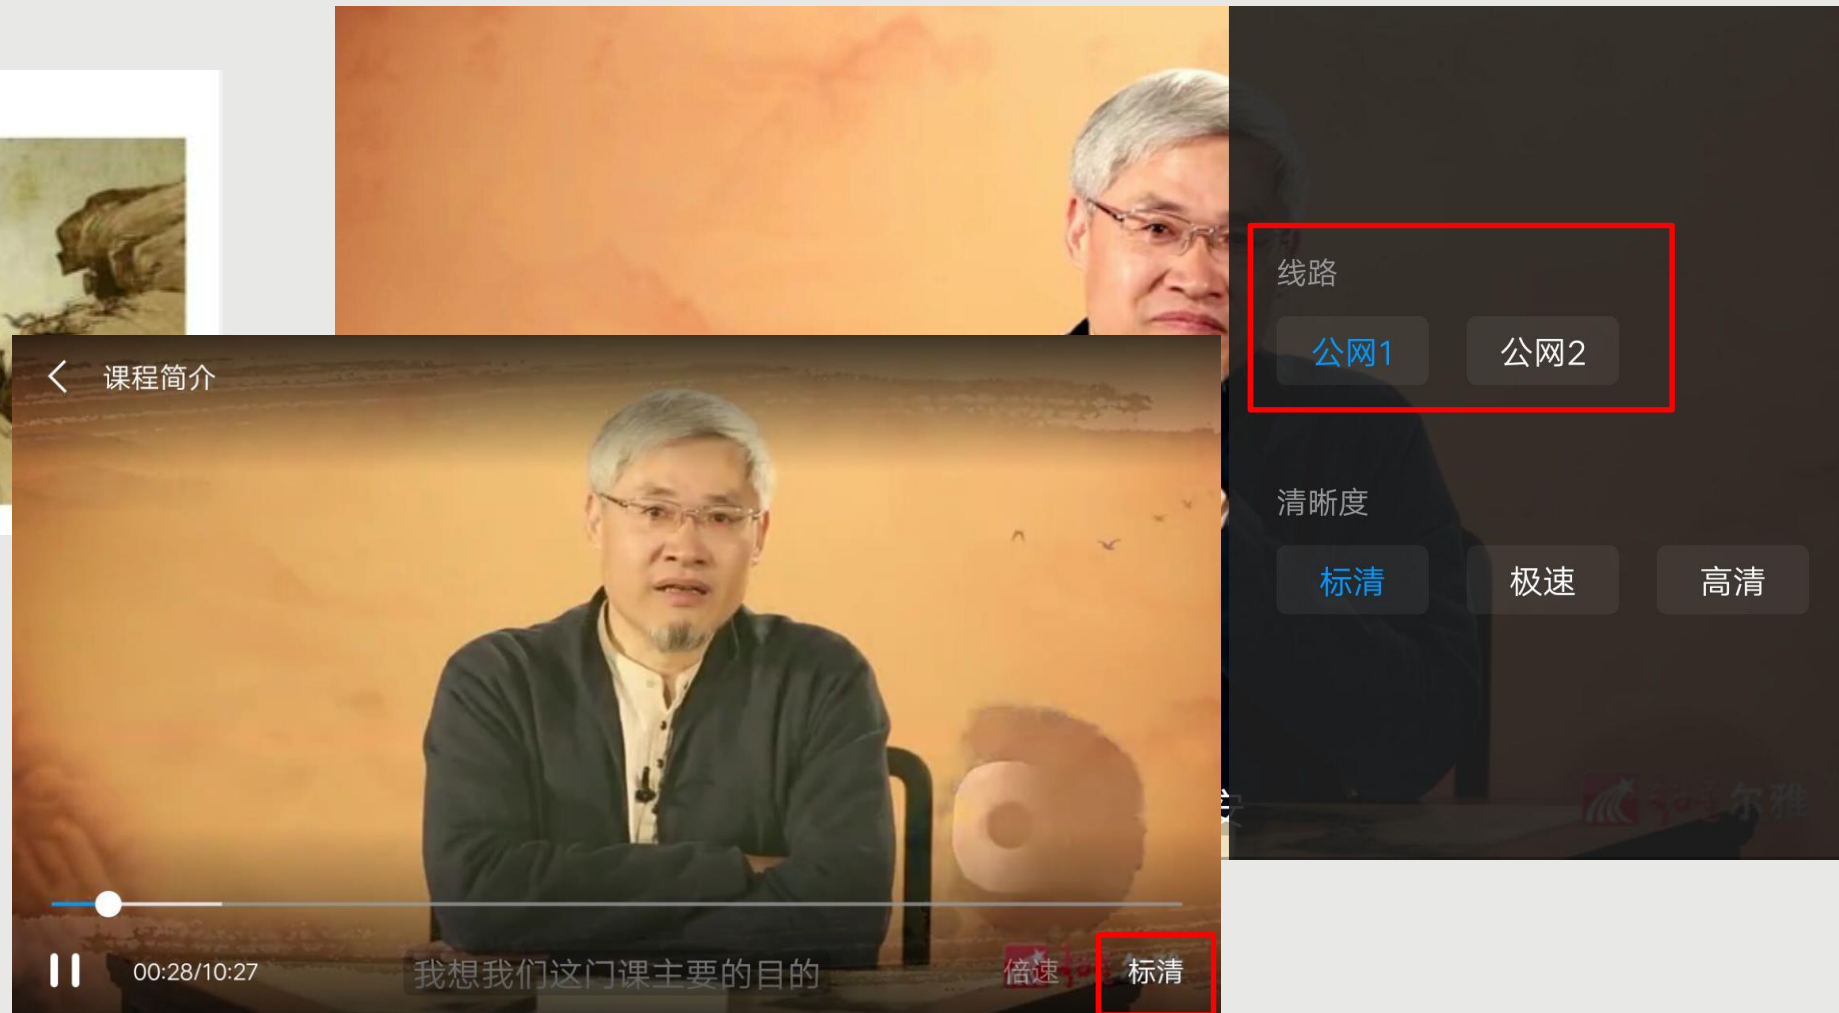 线路
公网1 公网2
清晰度
标清 极速 高清
尔雅
课程简介
00:28/10:27
我想我们这门课主要的目的
倍速
标清